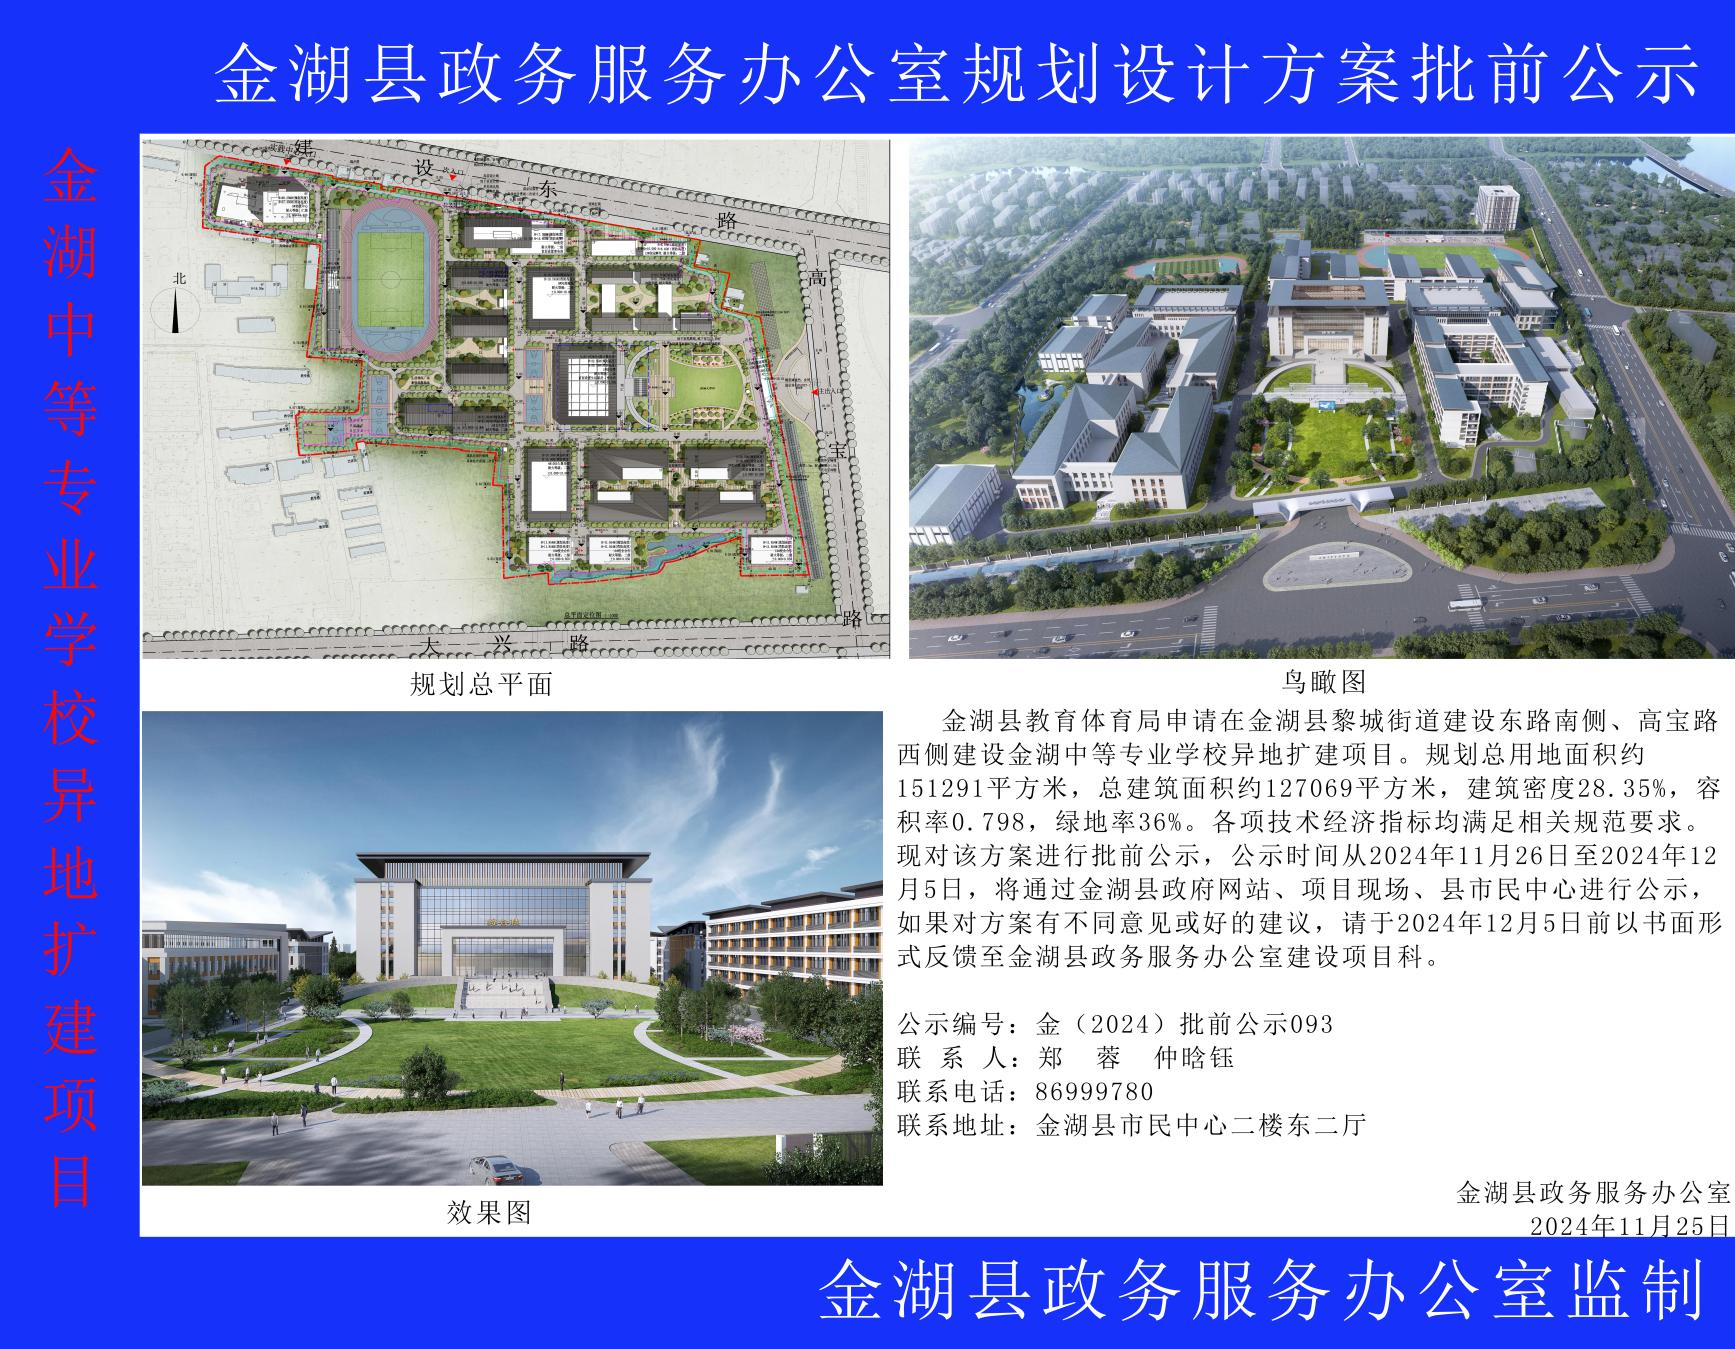 金湖县政务服务办公室规划设计方案批前公示
金湖中等专业学校异地扩建项目
建设东路
次入口
高宝路
北
主出入口
总平面定位图
大兴路
规划总平面
鸟瞰图
效果图
金湖县教育体育局申请在金湖县黎城街道建设东路南侧、高宝路
西侧建设金湖中等专业学校异地扩建项目。规划总用地面积约
151291平方米，总建筑面积约127069平方米，建筑密度28.35%，容
积率0.798，绿地率36%。各项技术经济指标均满足相关规范要求。
现对该方案进行批前公示，公示时间从2024年11月26日至2024年12
月5日，将通过金湖县政府网站、项目现场、县市民中心进行公示，
如果对方案有不同意见或好的建议，请于2024年12月5日前以书面形
式反馈至金湖县政务服务办公室建设项目科。
公示编号：金（2024）批前公示093
联 系 人：郑 蓉 仲晗钰
联系电话：86999780
联系地址：金湖县市民中心二楼东二厅
金湖县政务服务办公室
2024年11月25日
金湖县政务服务办公室监制